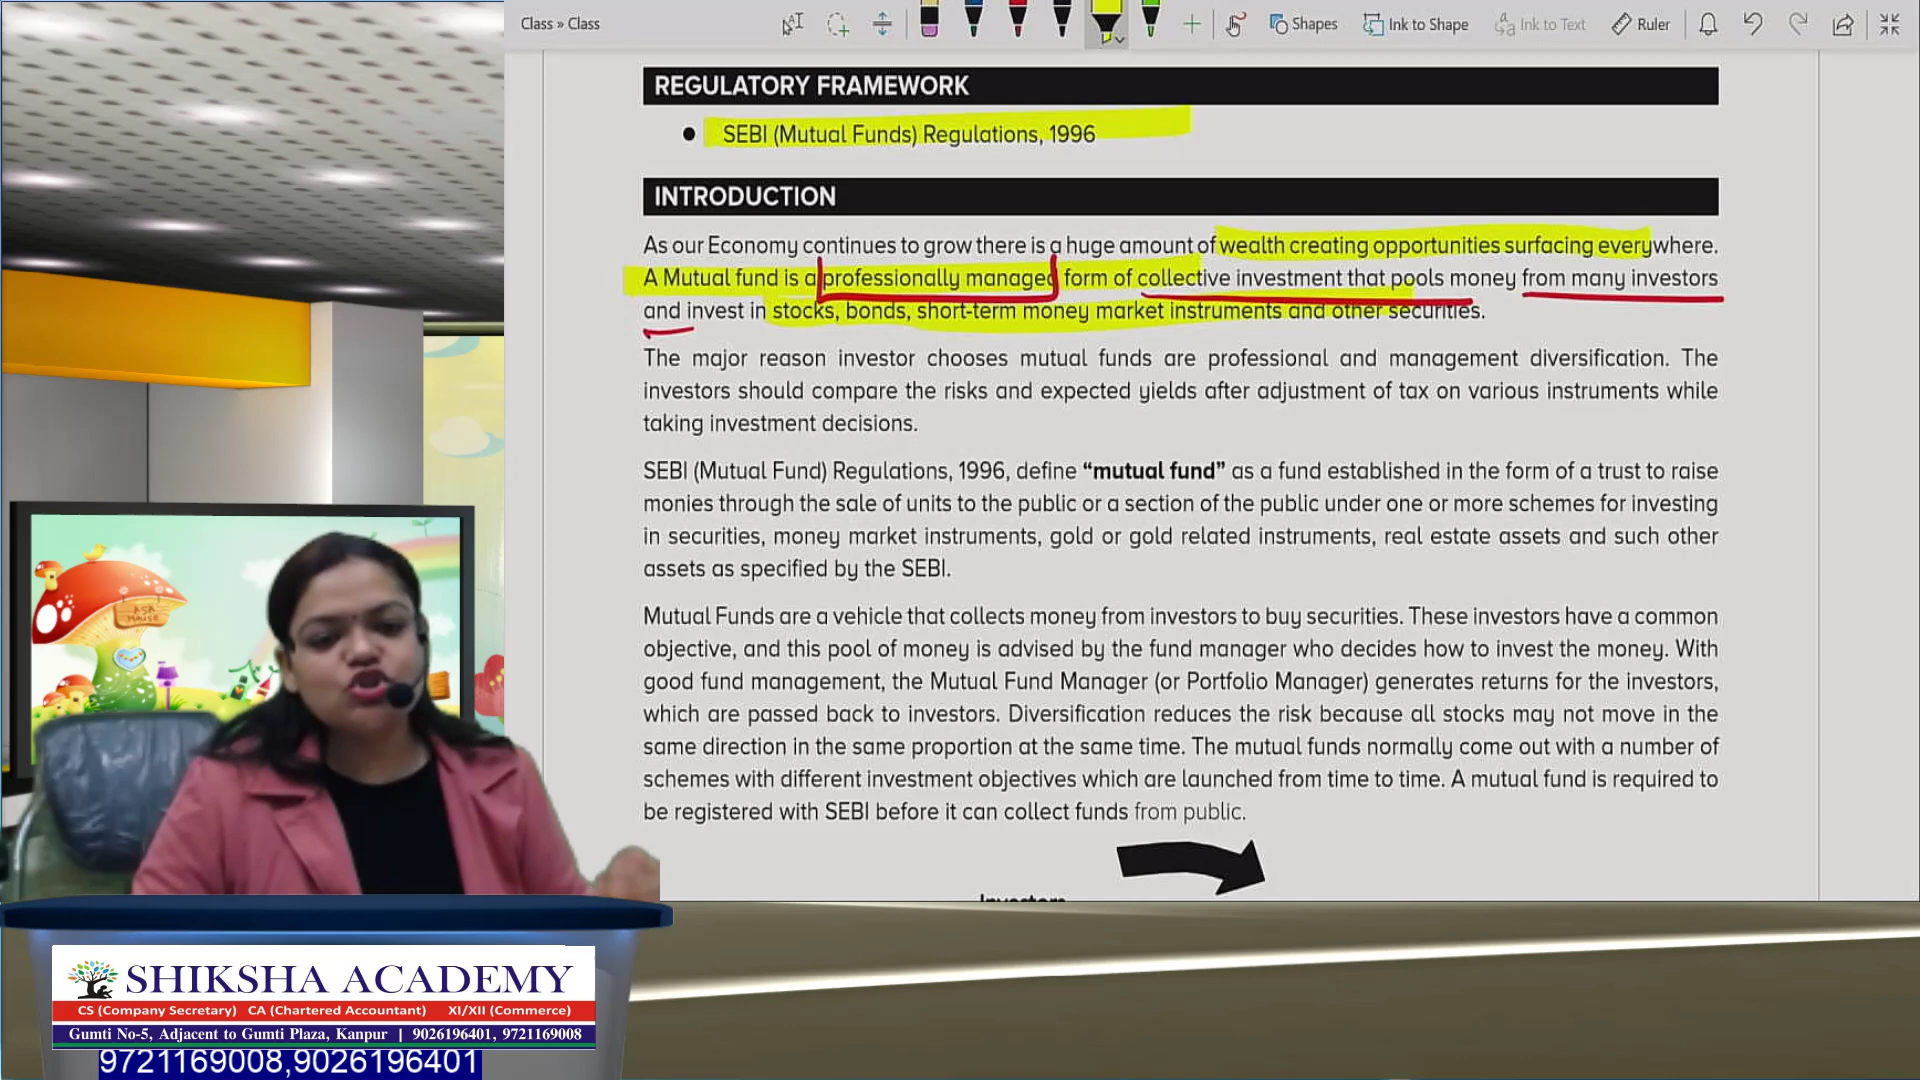 Class » Class
Shapes
Ink to Shape
Ink to Text
Ruler
REGULATORY FRAMEWORK
● SEBI (Mutual Funds) Regulations, 1996
INTRODUCTION
As our Economy continues to grow there is a huge amount of wealth creating opportunities surfacing everywhere.
A Mutual fund is a professionally managed form of collective investment that pools money from many investors
and invest in stocks, bonds, short-term money market instruments and other securities.
The major reason investor chooses mutual funds are professional and management diversification. The
investors should compare the risks and expected yields after adjustment of tax on various instruments while
taking investment decisions.
SEBI (Mutual Fund) Regulations, 1996, define “mutual fund” as a fund established in the form of a trust to raise
monies through the sale of units to the public or a section of the public under one or more schemes for investing
in securities, money market instruments, gold or gold related instruments, real estate assets and such other
assets as specified by the SEBI.
Mutual Funds are a vehicle that collects money from investors to buy securities. These investors have a common
objective, and this pool of money is advised by the fund manager who decides how to invest the money. With
good fund management, the Mutual Fund Manager (or Portfolio Manager) generates returns for the investors,
which are passed back to investors. Diversification reduces the risk because all stocks may not move in the
same direction in the same proportion at the same time. The mutual funds normally come out with a number of
schemes with different investment objectives which are launched from time to time. A mutual fund is required to
be registered with SEBI before it can collect funds from public.
Investors
SHIKSHA ACADEMY
CS (Company Secretary) CA (Chartered Accountant) XI/XII (Commerce)
Gumti No-5, Adjacent to Gumti Plaza, Kanpur | 9026196401, 9721169008
9721169008,9026196401